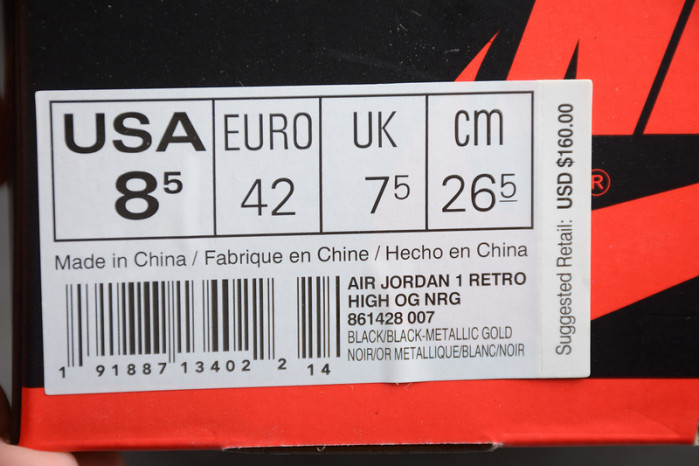 USA EURO UK cm
8⁵ 42 7⁵ 26⁵
Made in China / Fabrique en Chine / Hecho en China
AIR JORDAN 1 RETRO
HIGH OG NRG
861428 007
BLACK/BLACK-METALLIC GOLD
NOIR/OR METALLIQUE/BLANC/NOIR
1 91887 13402 2 14
Suggested Retail: USD $160.00
®